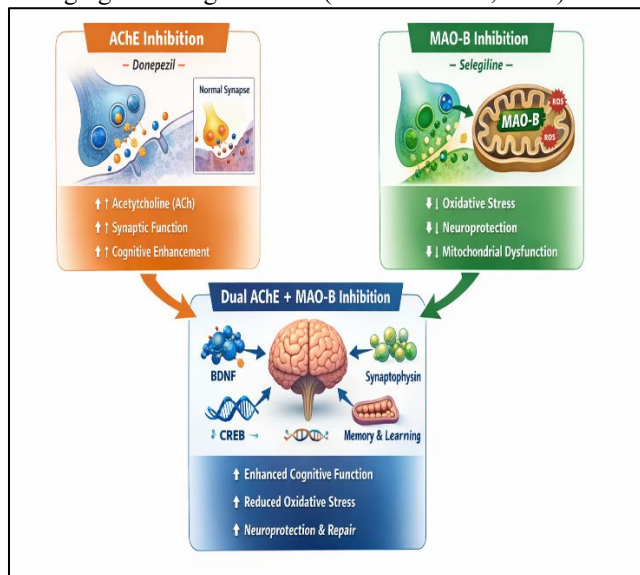 AChE Inhibition
– Donepezil –
Normal Synapse
↑ ↑ Acetytcholine (ACh)
↑ ↑ Synaptic Function
↑ ↑ Cognitive Enhancement
MAO-B Inhibition
– Selegiline –
MAO-B
ROS
ROS
↓ ↓ Oxidative Stress
↓ ↓ Neuroprotection
↓ ↓ Mitochondrial Dysfunction
Dual AChE + MAO-B Inhibition
BDNF
Synaptophysin
CREB →
Memory & Learning
↑ Enhanced Cognitive Function
↑ Reduced Oxidative Stress
↑ Neuroprotection & Repair